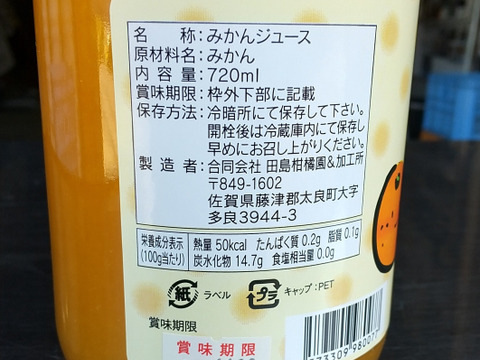 名　称：みかんジュース
原材料名：みかん
内 容 量：720ml
賞味期限：枠外下部に記載
保存方法：冷暗所にて保存して下さい。
開栓後は冷蔵庫内にて保存し
早めにお召し上がりください。
製 造 者：合同会社 田島柑橘園&加工所
〒849-1602
佐賀県藤津郡太良町大字
多良3944-3
栄養成分表示 (100g当たり)
熱量 50kcal たんぱく質 0.2g 脂質 0.1g
炭水化物 14.7g 食塩相当量 0.0g
紙 ラベル プラ キャップ：PET
賞味期限
賞味期限